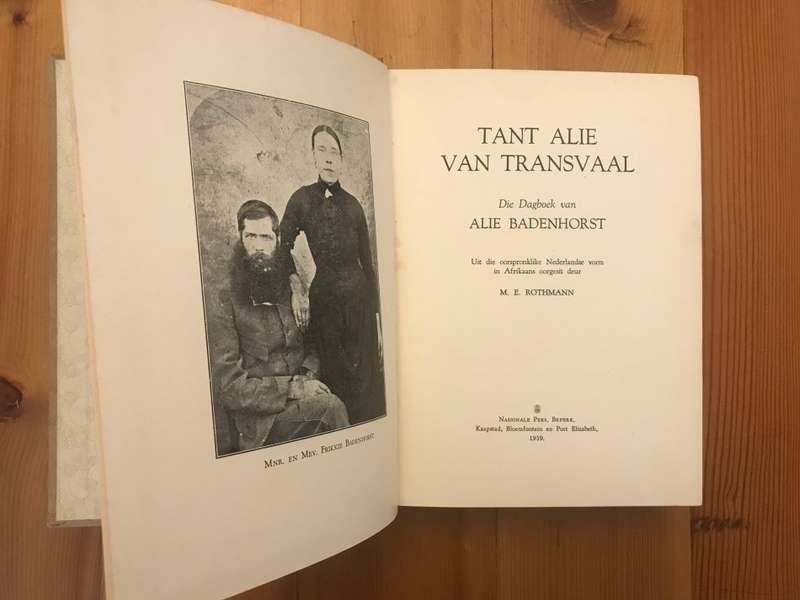 MNR. EN MEV. FRIKKIE BADENHORST
TANT ALIE
VAN TRANSVAAL
Die Dagboek van
ALIE BADENHORST
Uit die oorspronklike Nederlandse vorm
in Afrikaans oorgesit deur
M. E. ROTHMANN
NASIONALE PERS, BEPERK,
Kaapstad, Bloemfontein en Port Elizabeth,
1939.